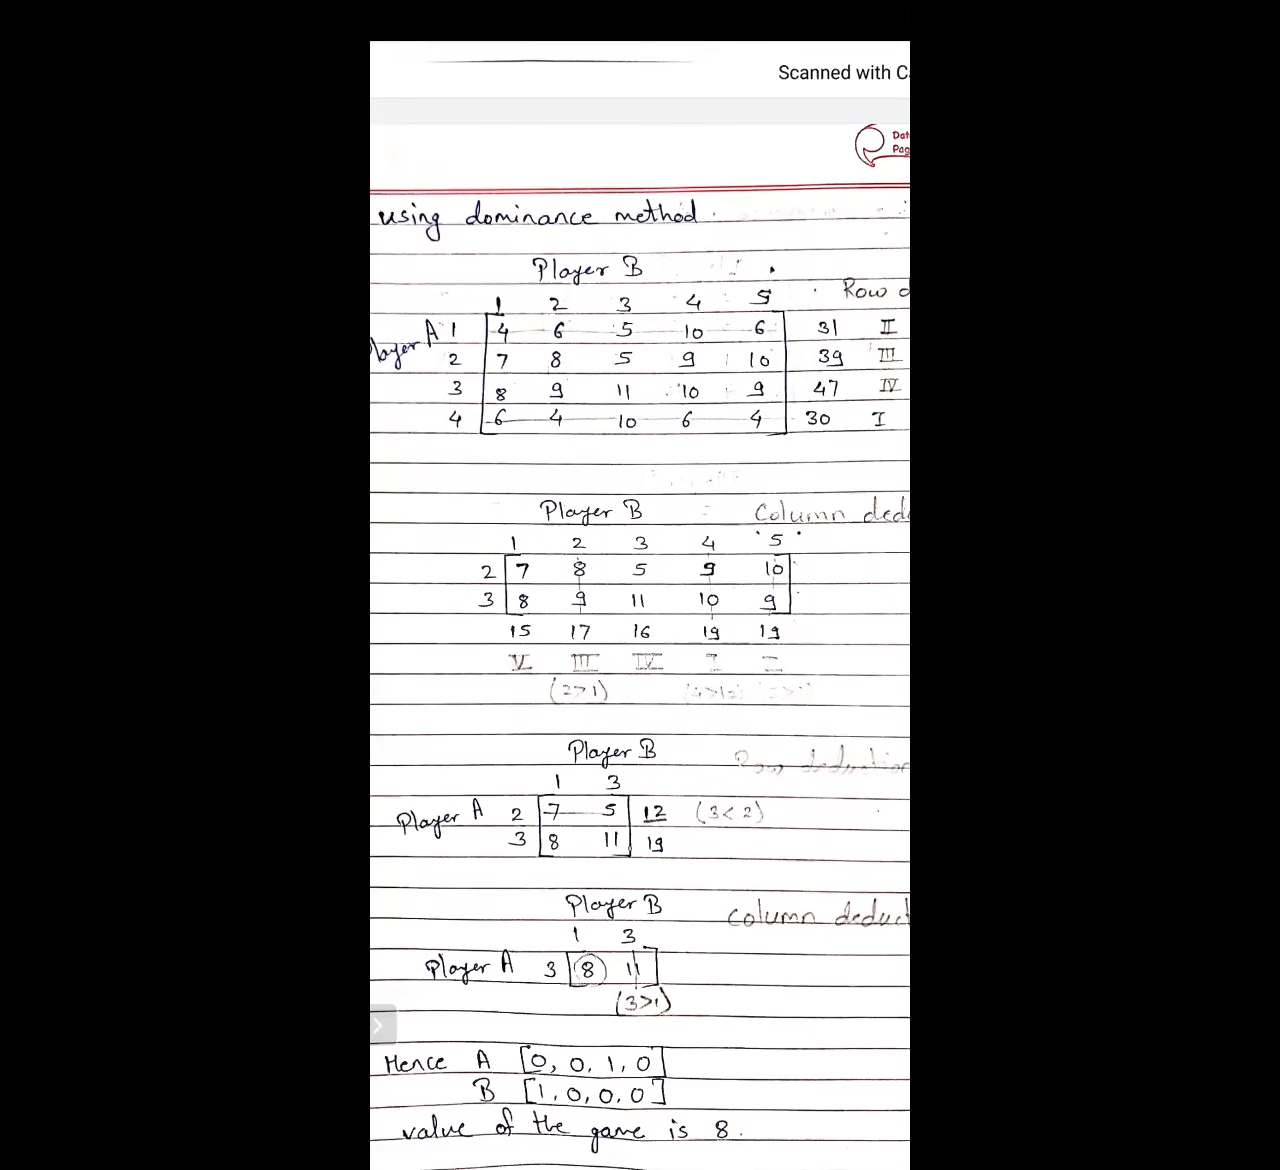 Scanned with C
Dat
Pag
using dominance method.
Player B
Row
1 2 3 4 5
layer A 1 4 6 5 10 6 31 II
2 7 8 5 9 10 39 III
3 8 9 11 10 9 47 IV
4 6 4 10 6 4 30 I
Player B Column ded
1 2 3 4 5
2 7 8 5 9 10
3 8 9 11 10 9
15 17 16 19 19
V III IV I
(2>1)
Player B
1 3
Player A 2 7 5 12 (3<2)
3 8 11 19
Player B Column deduct
1 3
Player A 3 8 11
(3>1)
Hence A [0, 0, 1, 0]
B [1, 0, 0, 0]
value of the game is 8.